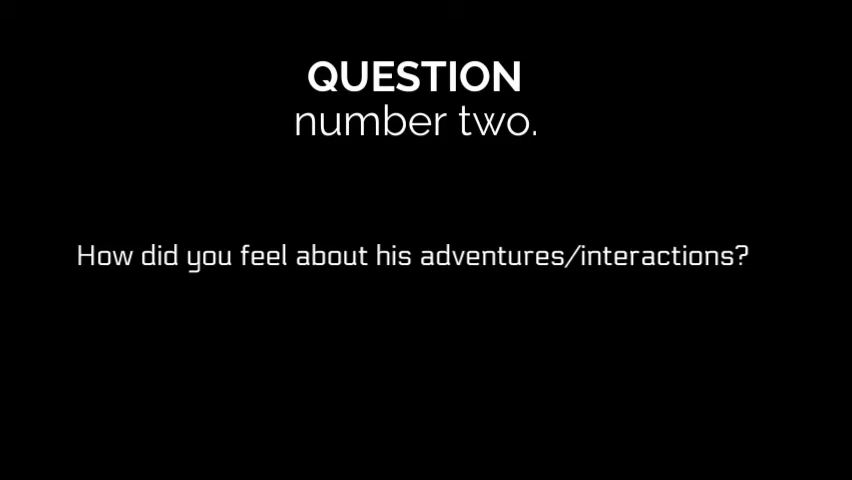 QUESTION
number two.
How did you feel about his adventures/interactions?